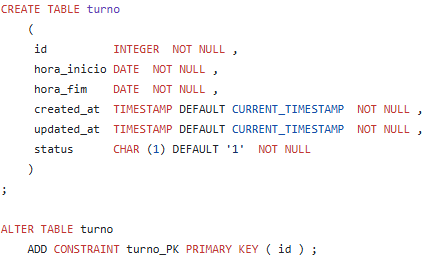 CREATE TABLE turno
(
id INTEGER NOT NULL ,
hora_inicio DATE NOT NULL ,
hora_fim DATE NOT NULL ,
created_at TIMESTAMP DEFAULT CURRENT_TIMESTAMP NOT NULL ,
updated_at TIMESTAMP DEFAULT CURRENT_TIMESTAMP NOT NULL ,
status CHAR (1) DEFAULT '1' NOT NULL
)
;
ALTER TABLE turno
ADD CONSTRAINT turno_PK PRIMARY KEY ( id ) ;